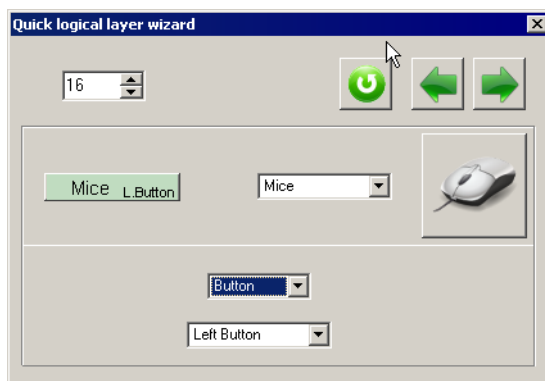 Quick logical layer wizard
16
Mice L.Button
Mice
Button
Left Button